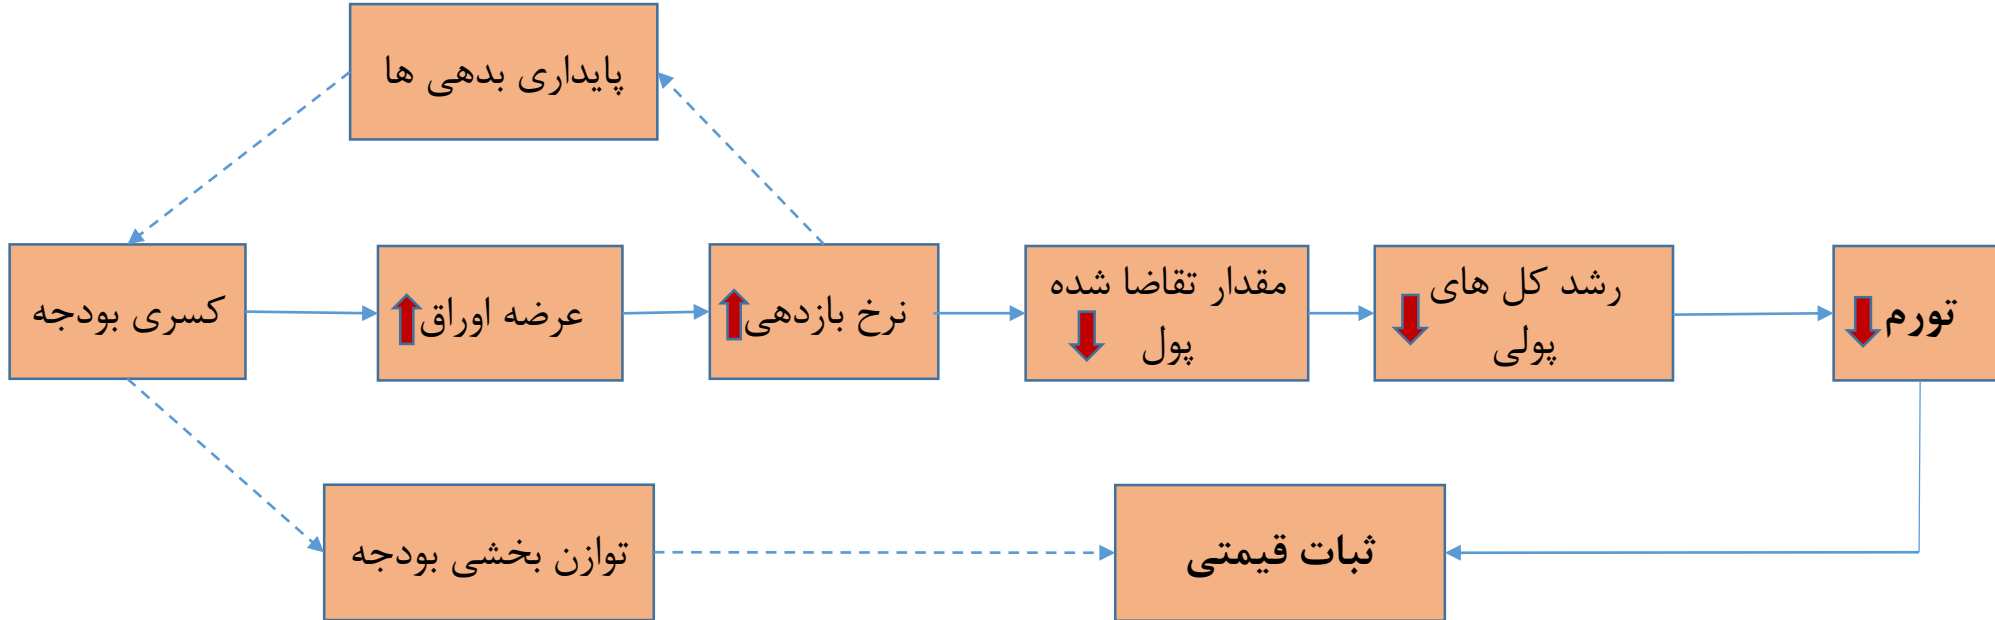 پایداری بدهی ها
کسری بودجه
عرضه اوراق
نرخ بازدهی
مقدار تقاضا شده
پول
رشد کل های
پولی
تورم
توازن بخشی بودجه
ثبات قیمتی